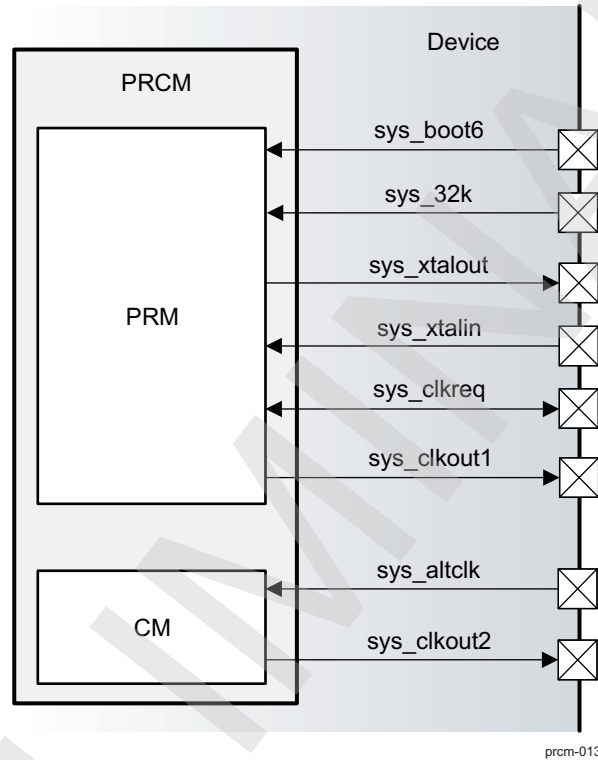 Device
PRCM
sys_boot6
sys_32k
sys_xtalout
PRM
sys_xtalin
sys_clkreq
sys_clkout1
sys_altclk
CM
sys_clkout2
prcm-013